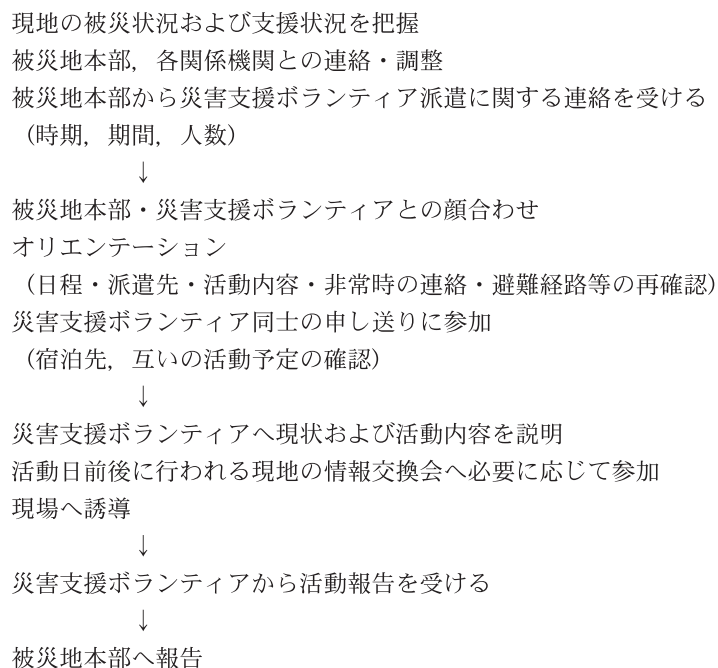 現地の被災状況および支援状況を把握
被災地本部，各関係機関との連絡・調整
被災地本部から災害支援ボランティア派遣に関する連絡を受ける
（時期，期間，人数）
↓
被災地本部・災害支援ボランティアとの顔合わせ
オリエンテーション
（日程・派遣先・活動内容・非常時の連絡・避難経路等の再確認）
災害支援ボランティア同士の申し送りに参加
（宿泊先，互いの活動予定の確認）
↓
災害支援ボランティアへ現状および活動内容を説明
活動日前後に行われる現地の情報交換会へ必要に応じて参加
現場へ誘導
↓
災害支援ボランティアから活動報告を受ける
↓
被災地本部へ報告